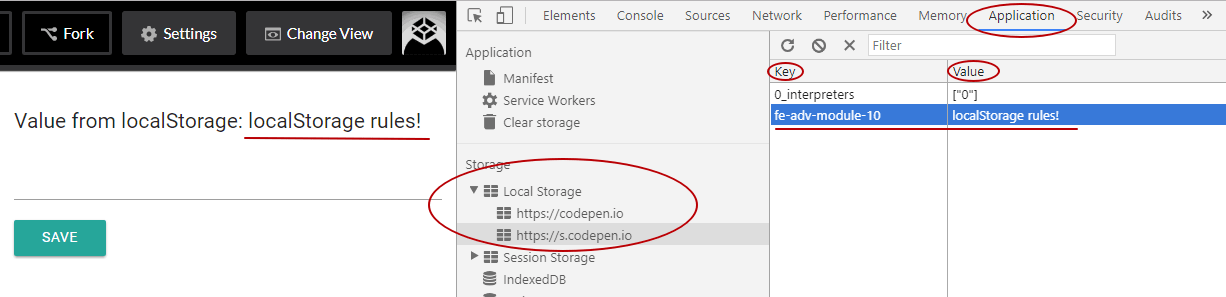 Fork
Settings
Change View
Value from localStorage: localStorage rules!
SAVE
Elements Console Sources Network Performance Memory Application Security Audits »
Application
Manifest
Service Workers
Clear storage
Storage
Local Storage
https://codepen.io
https://s.codepen.io
Session Storage
IndexedDB
Filter
Key Value
0_interpreters ["0"]
fe-adv-module-10 localStorage rules!